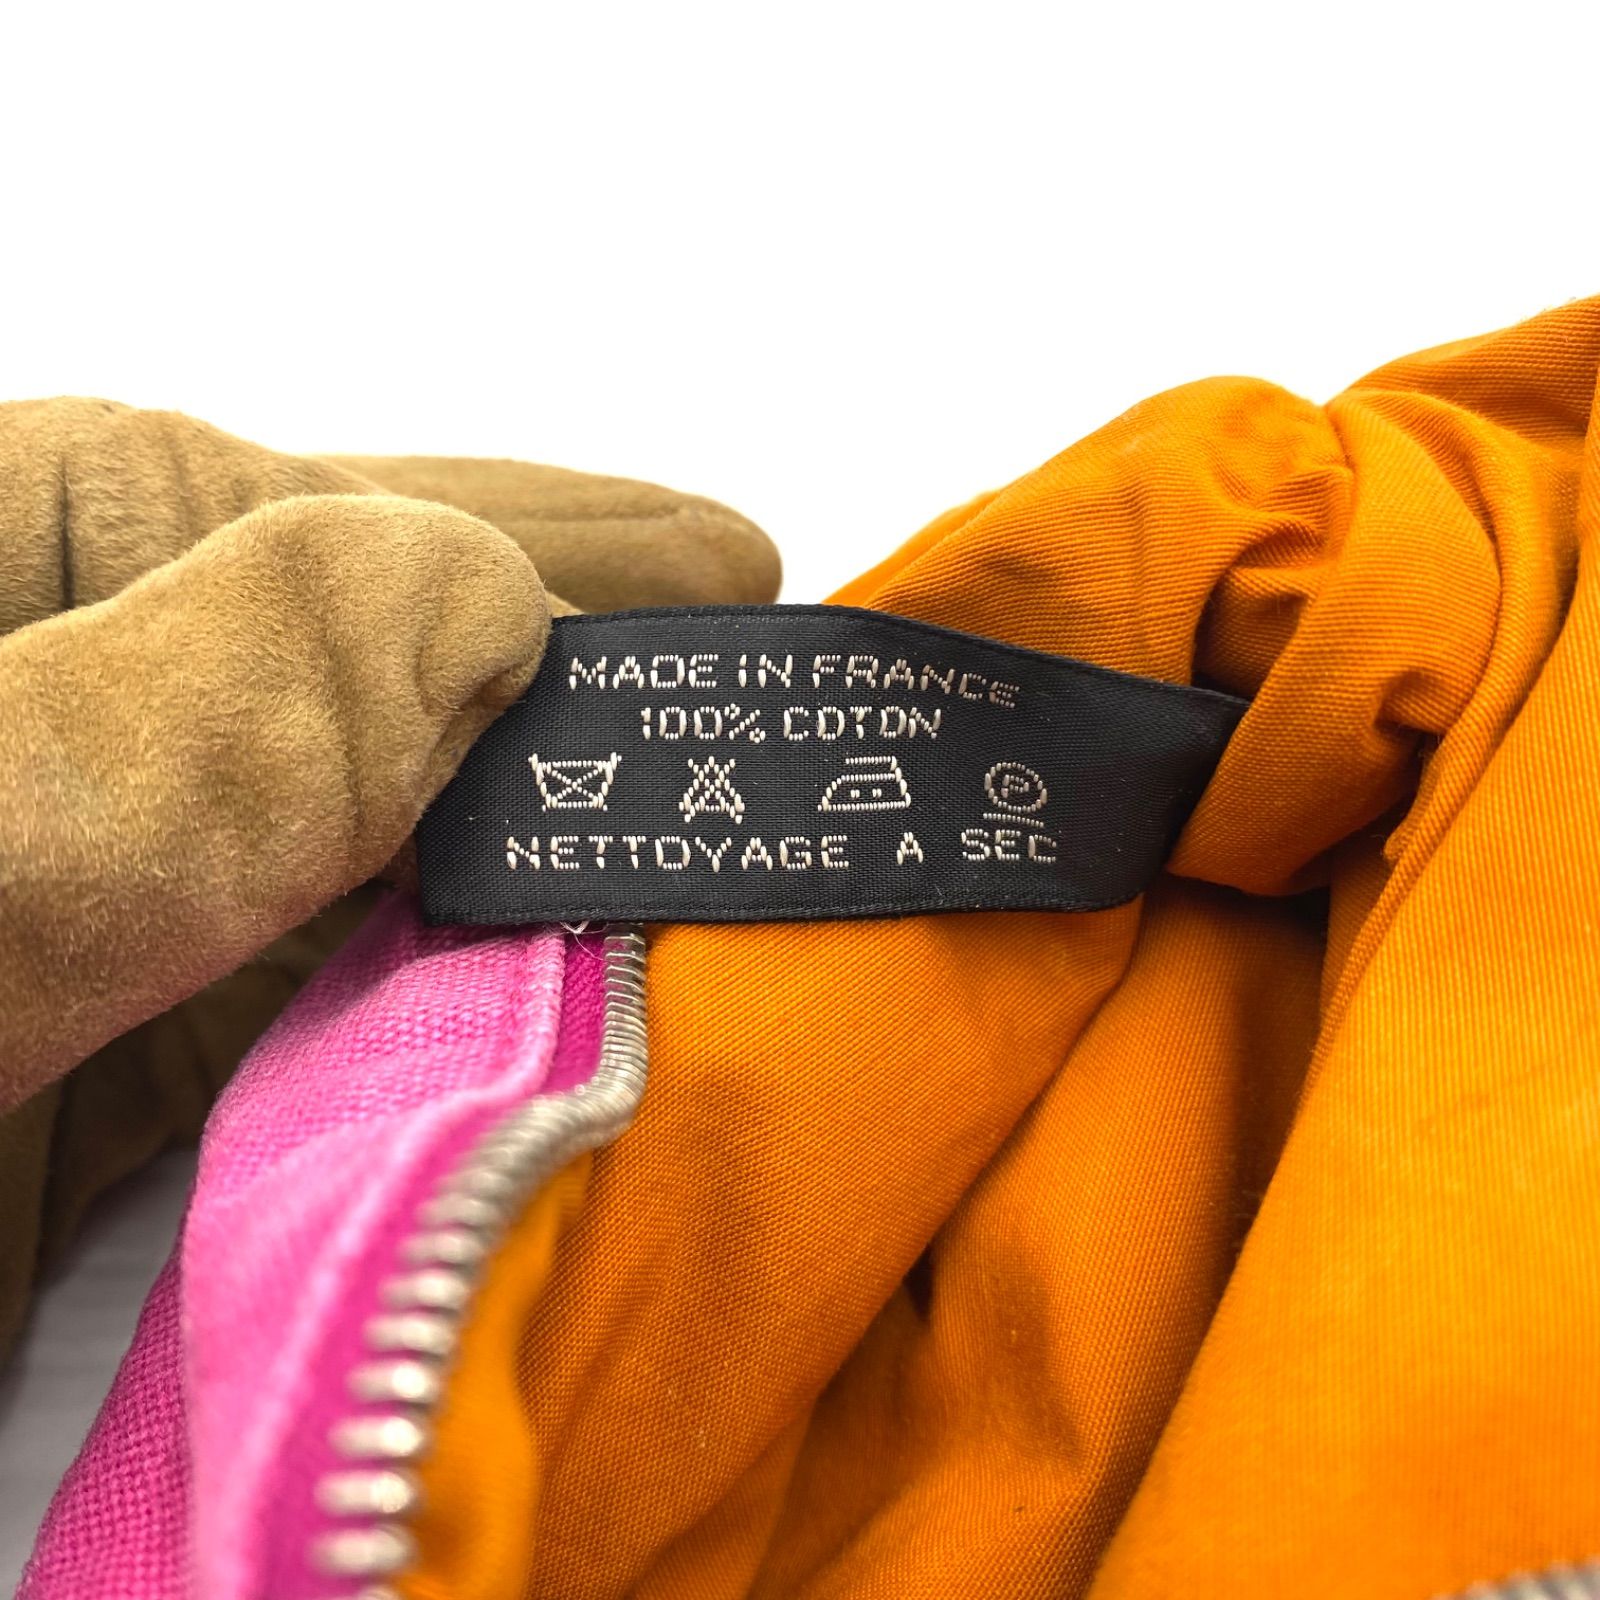 MADE IN FRANCE
100% COTON
P
NETTOYAGE A SEC